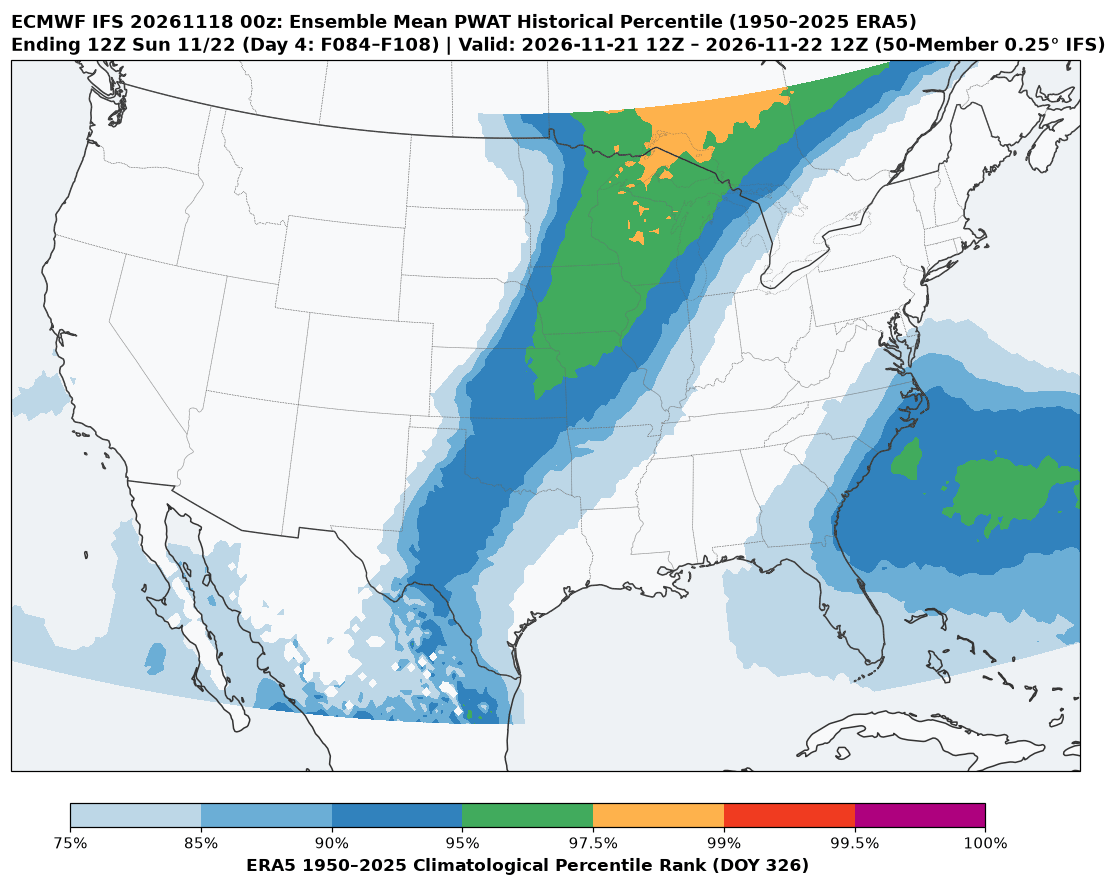 ECMWF IFS 20261118 00z: Ensemble Mean PWAT Historical Percentile (1950–2025 ERA5)
Ending 12Z Sun 11/22 (Day 4: F084–F108) | Valid: 2026-11-21 12Z – 2026-11-22 12Z (50-Member 0.25° IFS)
75% 85% 90% 95% 97.5% 99% 99.5% 100%
ERA5 1950–2025 Climatological Percentile Rank (DOY 326)